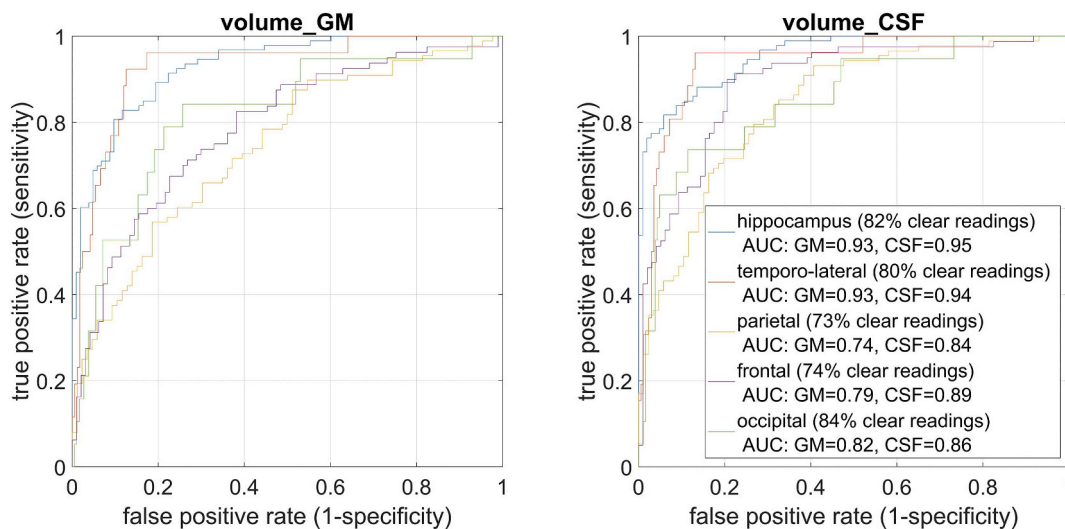 volume_GM
1
0.8
0.6
0.4
0.2
0
0
0.2
0.4
0.6
0.8
1
true positive rate (sensitivity)
false positive rate (1-specificity)
volume_CSF
1
0.8
0.6
0.4
0.2
0
0
0.2
0.4
0.6
0.8
1
true positive rate (sensitivity)
false positive rate (1-specificity)
hippocampus (82% clear readings)
AUC: GM=0.93, CSF=0.95
temporo-lateral (80% clear readings)
AUC: GM=0.93, CSF=0.94
parietal (73% clear readings)
AUC: GM=0.74, CSF=0.84
frontal (74% clear readings)
AUC: GM=0.79, CSF=0.89
occipital (84% clear readings)
AUC: GM=0.82, CSF=0.86